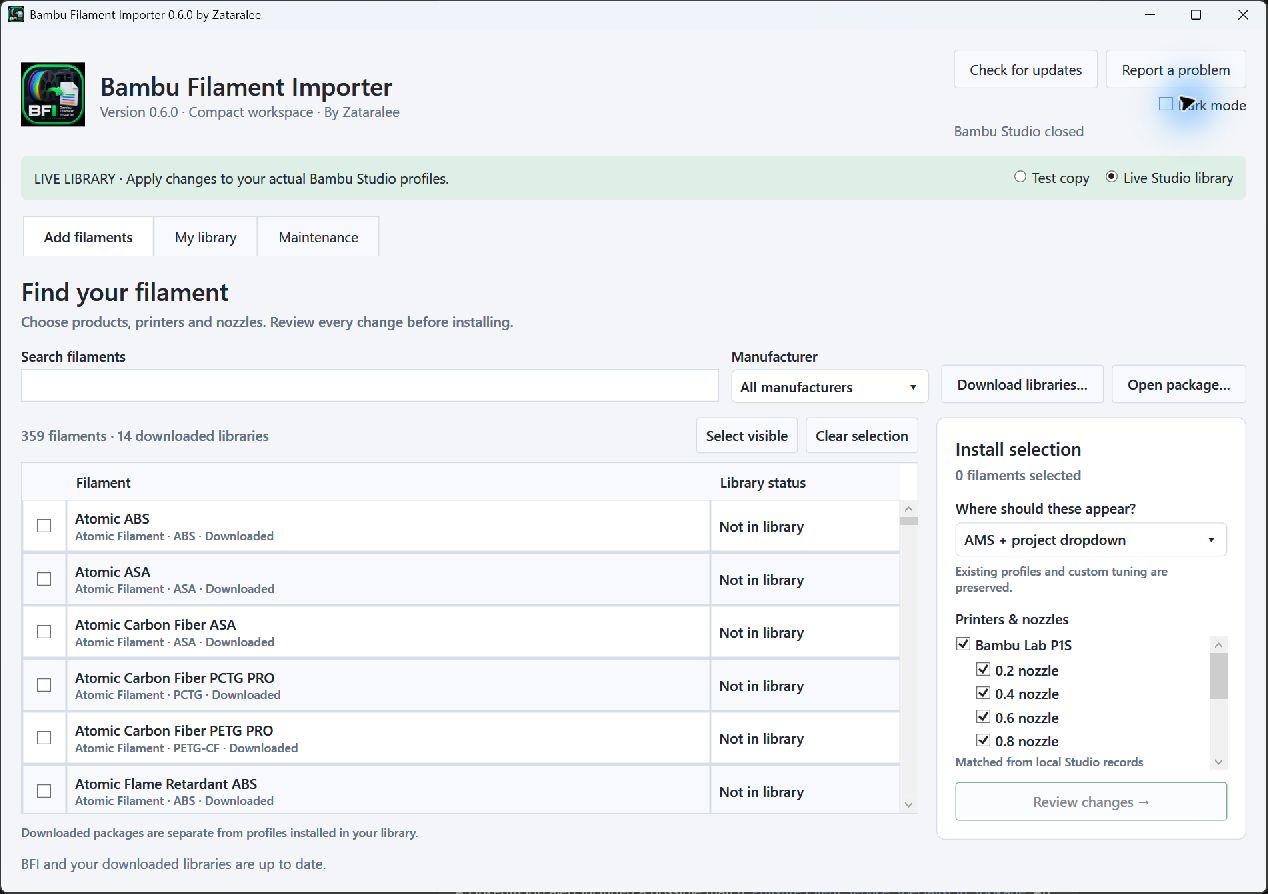 Bambu Filament Importer 0.6.0 by Zataralee
BFI
Bambu Filament Importer
Version 0.6.0 · Compact workspace · By Zataralee
Check for updates
Report a problem
mode
Bambu Studio closed
LIVE LIBRARY · Apply changes to your actual Bambu Studio profiles.
Test copy
Live Studio library
Add filaments
My library
Maintenance
Find your filament
Choose products, printers and nozzles. Review every change before installing.
Search filaments
Manufacturer
All manufacturers
Download libraries...
Open package...
359 filaments · 14 downloaded libraries
Select visible
Clear selection
Filament
Library status
Atomic ABS
Atomic Filament · ABS · Downloaded
Not in library
Atomic ASA
Atomic Filament · ASA · Downloaded
Not in library
Atomic Carbon Fiber ASA
Atomic Filament · ASA · Downloaded
Not in library
Atomic Carbon Fiber PCTG PRO
Atomic Filament · PCTG · Downloaded
Not in library
Atomic Carbon Fiber PETG PRO
Atomic Filament · PETG-CF · Downloaded
Not in library
Atomic Flame Retardant ABS
Atomic Filament · ABS · Downloaded
Not in library
Install selection
0 filaments selected
Where should these appear?
AMS + project dropdown
Existing profiles and custom tuning are
preserved.
Printers & nozzles
Bambu Lab P1S
0.2 nozzle
0.4 nozzle
0.6 nozzle
0.8 nozzle
Matched from local Studio records
Review changes →
Downloaded packages are separate from profiles installed in your library.
BFI and your downloaded libraries are up to date.